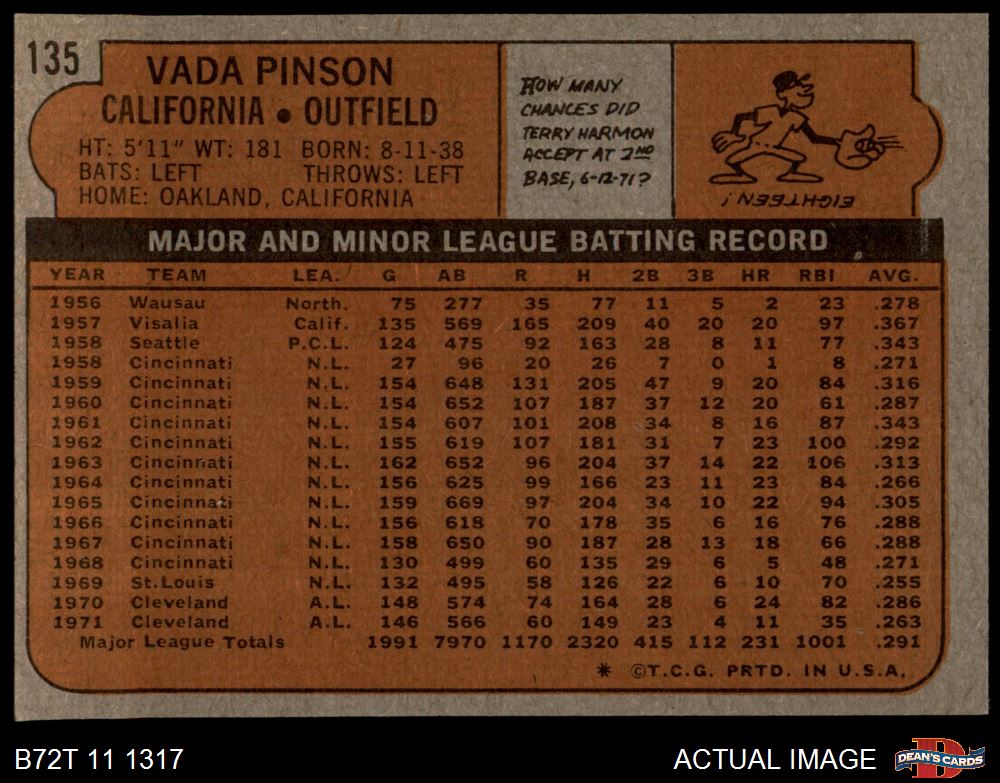 135
VADA PINSON
CALIFORNIA • OUTFIELD
HT: 5'11" WT: 181 BORN: 8-11-38
BATS: LEFT THROWS: LEFT
HOME: OAKLAND, CALIFORNIA
HOW MANY
CHANCES DID
TERRY HARMON
ACCEPT AT 2ND
BASE, 6-12-71?
EIGHTEEN!
MAJOR AND MINOR LEAGUE BATTING RECORD
YEAR TEAM LEA. G AB R H 2B 3B HR RBI AVG.
1956 Wausau North. 75 277 35 77 11 5 2 23 .278
1957 Visalia Calif. 135 569 165 209 40 20 20 97 .367
1958 Seattle P.C.L. 124 475 92 163 28 8 11 77 .343
1958 Cincinnati N.L. 27 96 20 26 7 0 1 8 .271
1959 Cincinnati N.L. 154 648 131 205 47 9 20 84 .316
1960 Cincinnati N.L. 154 652 107 187 37 12 20 61 .287
1961 Cincinnati N.L. 154 607 101 208 34 8 16 87 .343
1962 Cincinnati N.L. 155 619 107 181 31 7 23 100 .292
1963 Cincinnati N.L. 162 652 96 204 37 14 22 106 .313
1964 Cincinnati N.L. 156 625 99 166 23 11 23 84 .266
1965 Cincinnati N.L. 159 669 97 204 34 10 22 94 .305
1966 Cincinnati N.L. 156 618 70 178 35 6 16 76 .288
1967 Cincinnati N.L. 158 650 90 187 28 13 18 66 .288
1968 Cincinnati N.L. 130 499 60 135 29 6 5 48 .271
1969 St. Louis N.L. 132 495 58 126 22 6 10 70 .255
1970 Cleveland A.L. 148 574 74 164 28 6 24 82 .286
1971 Cleveland A.L. 146 566 60 149 23 4 11 35 .263
Major League Totals 1991 7970 1170 2320 415 112 231 1001 .291
* ©T.C.G. PRTD. IN U.S.A.
B72T 11 1317
ACTUAL IMAGE
DEAN'S CARDS